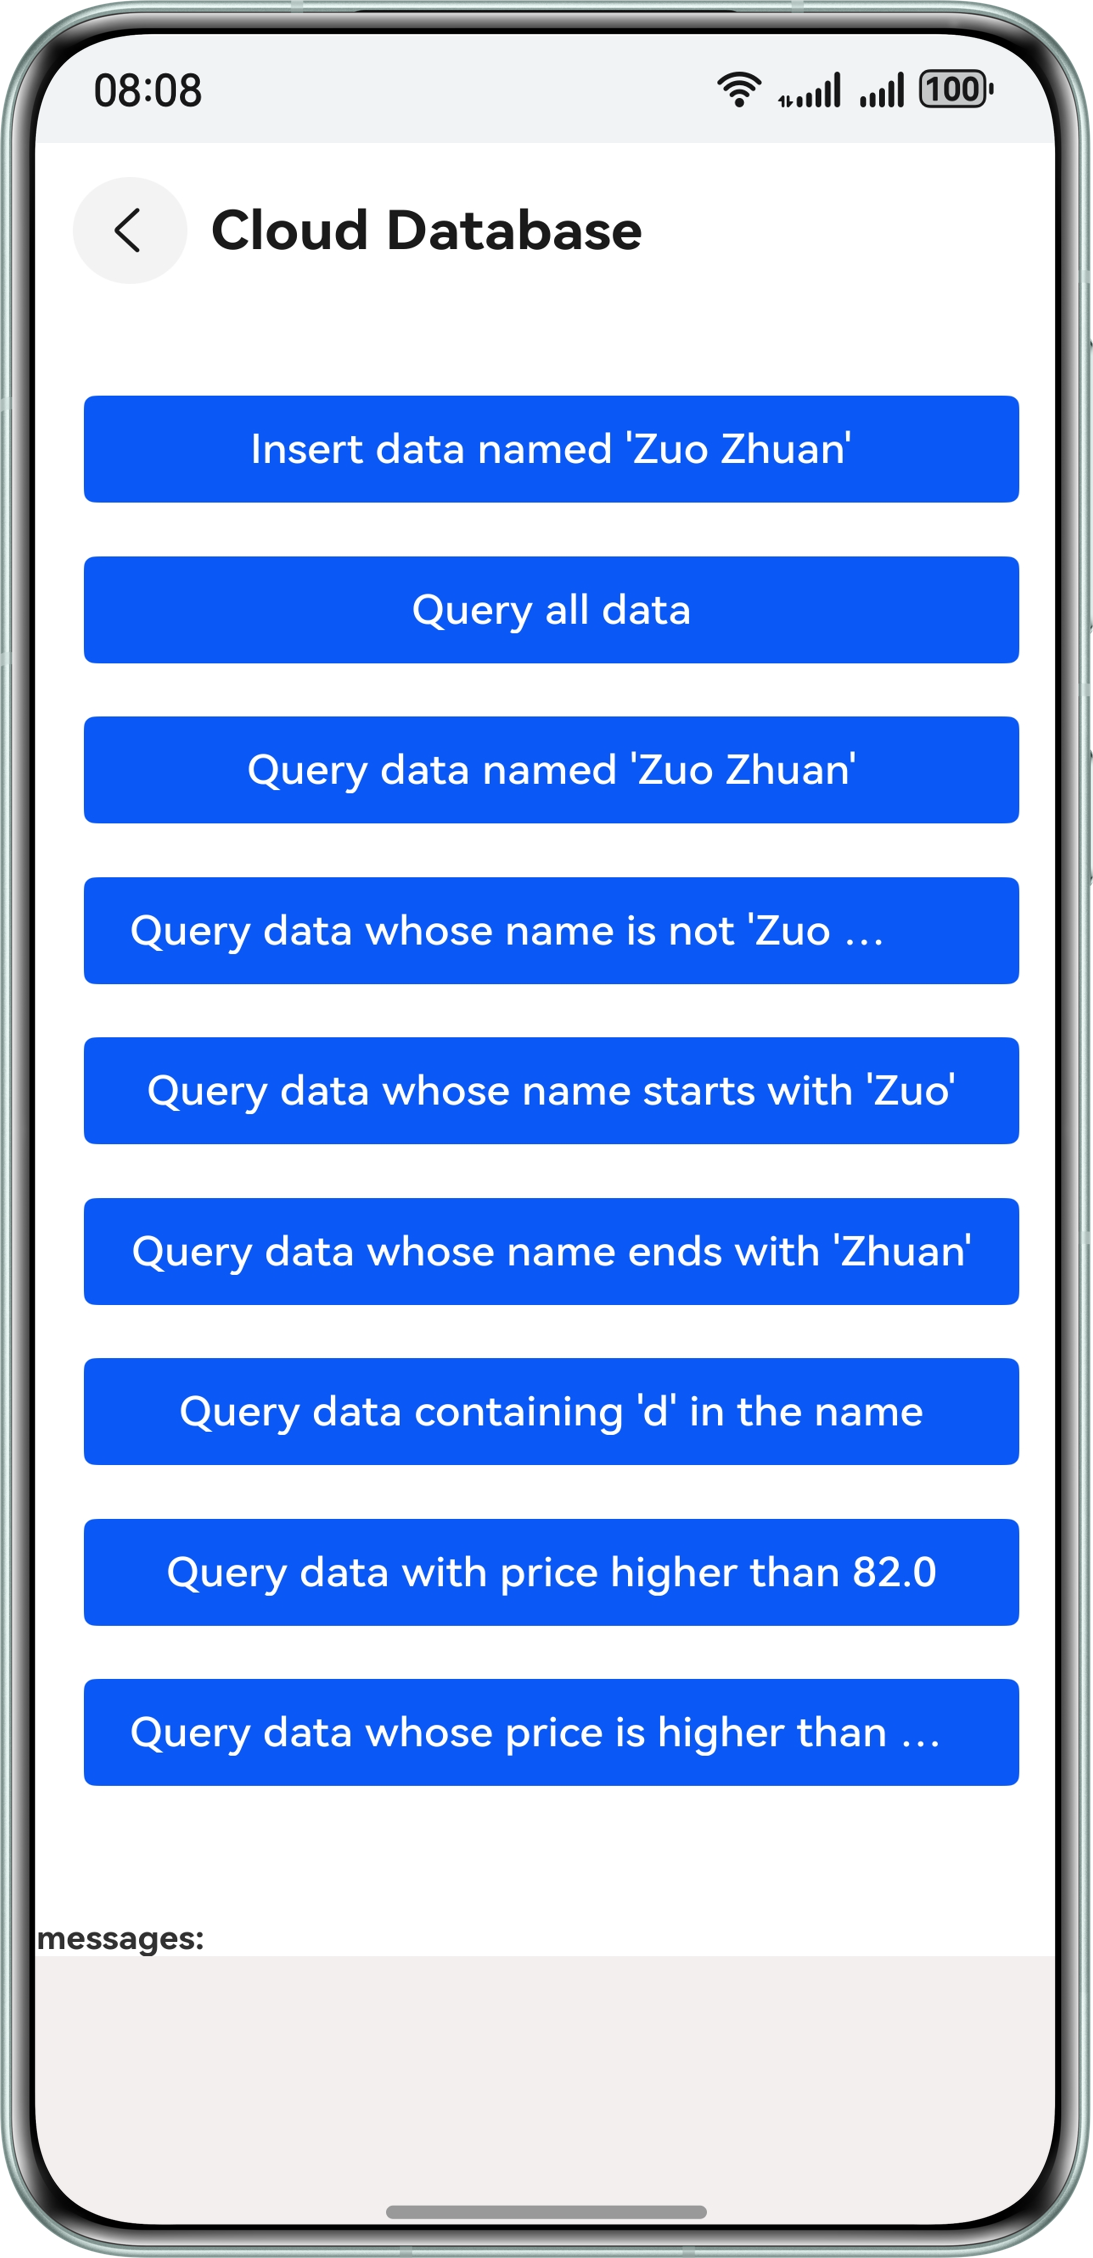 08:08
100
Cloud Database
Insert data named 'Zuo Zhuan'
Query all data
Query data named 'Zuo Zhuan'
Query data whose name is not 'Zuo ...
Query data whose name starts with 'Zuo'
Query data whose name ends with 'Zhuan'
Query data containing 'd' in the name
Query data with price higher than 82.0
Query data whose price is higher than ...
messages: